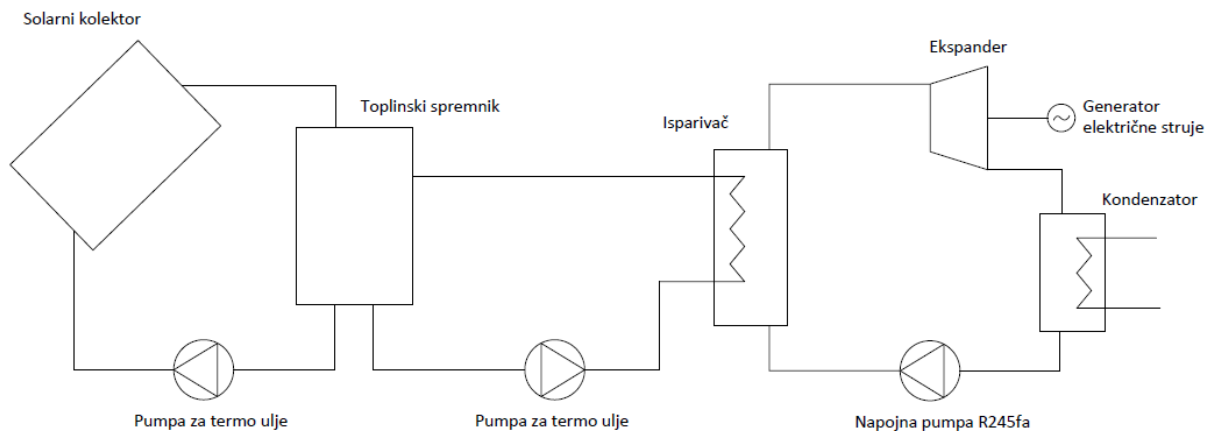 Solarni kolektor
Toplinski spremnik
Isparivač
Ekspander
Generator
električne struje
Kondenzator
Pumpa za termo ulje
Pumpa za termo ulje
Napojna pumpa R245fa